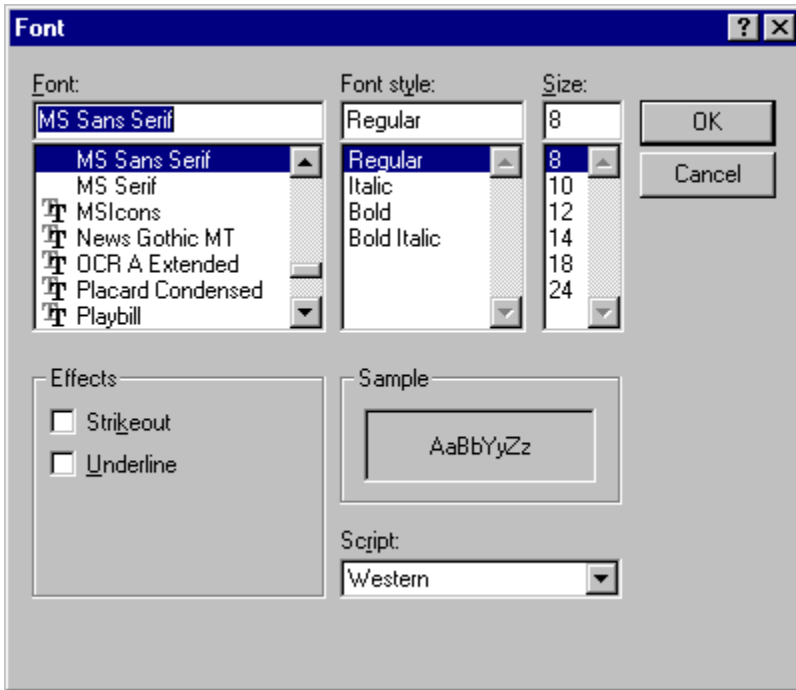 Font
Font:
MS Sans Serif
MS Sans Serif
MS Serif
MSIcons
News Gothic MT
OCR A Extended
Placard Condensed
Playbill
Font style:
Regular
Regular
Italic
Bold
Bold Italic
Size:
8
8
10
12
14
18
24
OK
Cancel
Effects
Strikeout
Underline
Sample
AaBbYyZz
Script:
Western